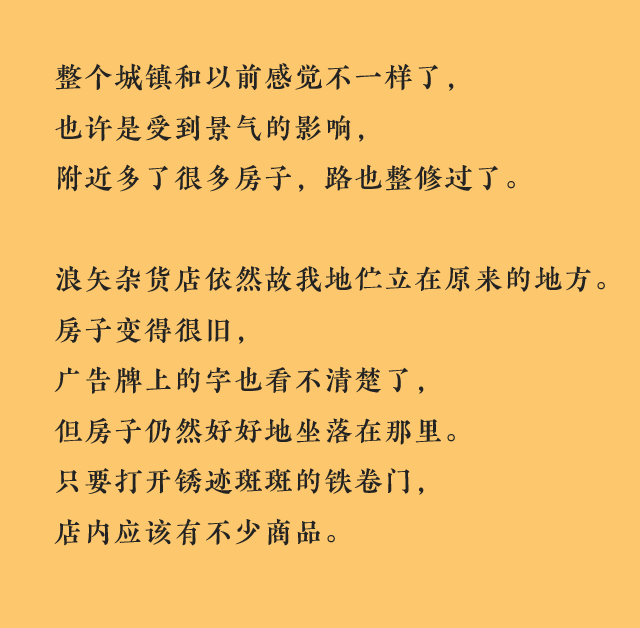 整个城镇和以前感觉不一样了，
也许是受到景气的影响，
附近多了很多房子，路也整修过了。
浪矢杂货店依然故我地伫立在原来的地方。
房子变得很旧，
广告牌上的字也看不清楚了，
但房子仍然好好地坐落在那里。
只要打开锈迹斑斑的铁卷门，
店内应该有不少商品。